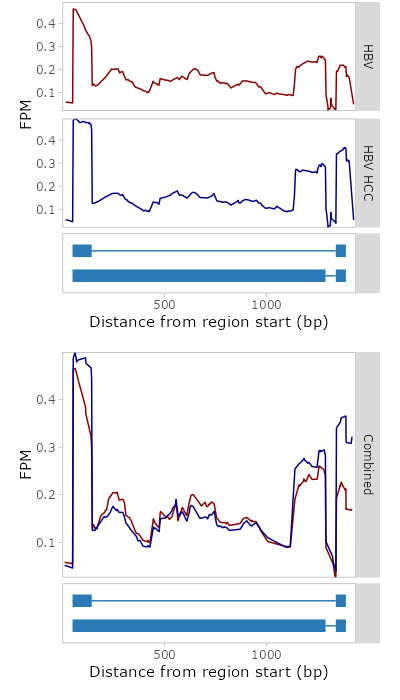 0.4
0.3
0.2
0.1
HBV
FPM
0.4
0.3
0.2
0.1
HBV HCC
500
1000
Distance from region start (bp)
0.4
0.3
0.2
0.1
FPM
Combined
500
1000
Distance from region start (bp)